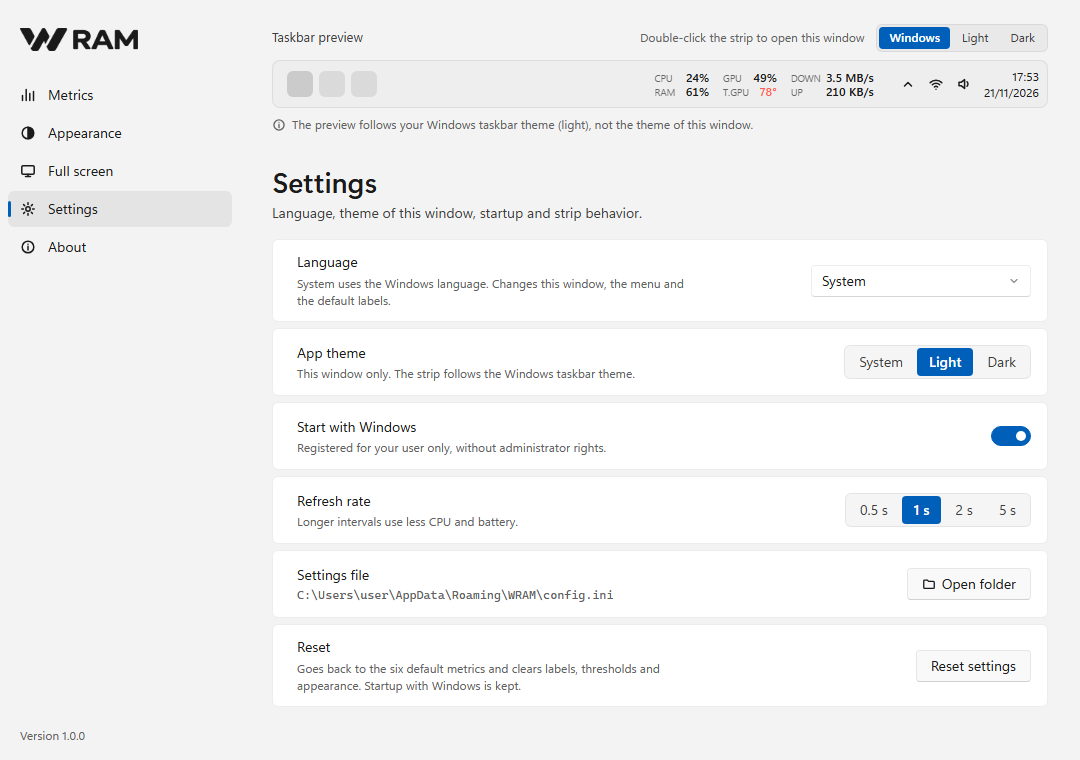 WRAM
Taskbar preview
Double-click the strip to open this window
Windows Light Dark
CPU 24% GPU 49% DOWN 3.5 MB/s
RAM 61% T.GPU 78° UP 210 KB/s
17:53
21/11/2026
The preview follows your Windows taskbar theme (light), not the theme of this window.
Metrics
Appearance
Full screen
Settings
About
Settings
Language, theme of this window, startup and strip behavior.
Language
System uses the Windows language. Changes this window, the menu and
the default labels.
System
App theme
This window only. The strip follows the Windows taskbar theme.
System Light Dark
Start with Windows
Registered for your user only, without administrator rights.
Refresh rate
Longer intervals use less CPU and battery.
0.5 s 1 s 2 s 5 s
Settings file
C:\Users\user\AppData\Roaming\WRAM\config.ini
Open folder
Reset
Goes back to the six default metrics and clears labels, thresholds and
appearance. Startup with Windows is kept.
Reset settings
Version 1.0.0